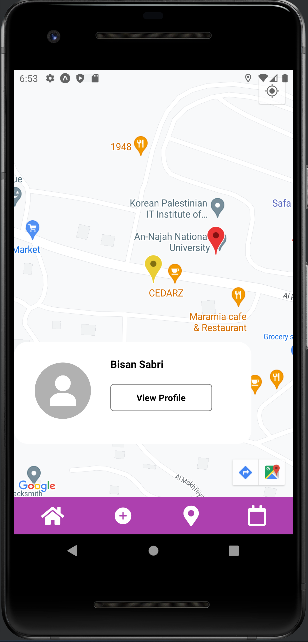 6:53
1948
Korean Palestinian
IT Institute of...
Safa
ue
An-Najah National
University
Market
CEDARZ
Al p
Maramia cafe
& Restaurant
Grocery s
Bisan Sabri
View Profile
Google
ocksmith